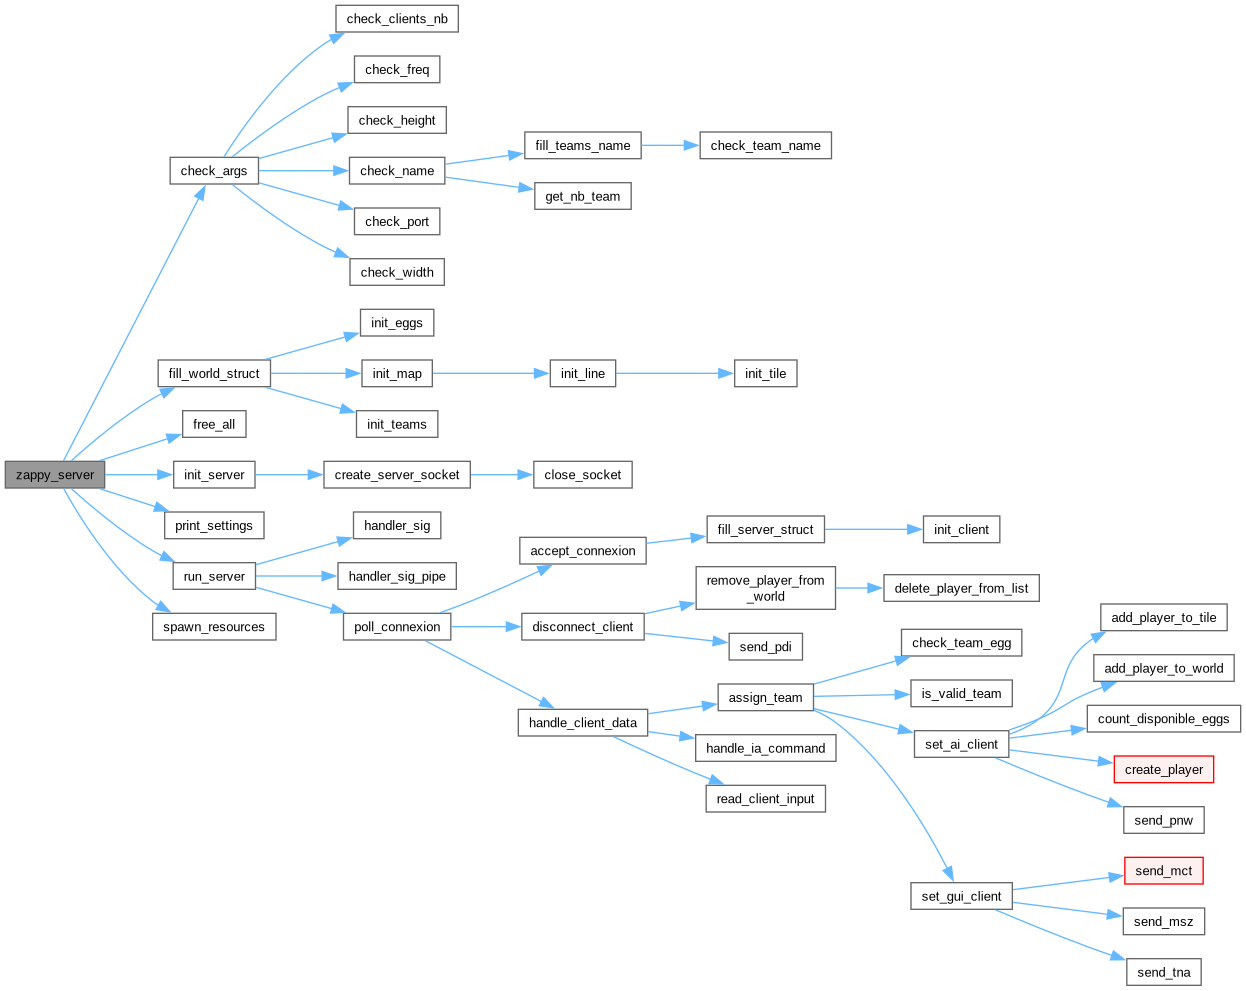 check_clients_nb
check_freq
check_height
fill_teams_name
check_team_name
check_args
check_name
get_nb_team
check_port
check_width
init_eggs
fill_world_struct
init_map
init_line
init_tile
free_all
init_teams
zappy_server
init_server
create_server_socket
close_socket
print_settings
handler_sig
fill_server_struct
init_client
accept_connexion
run_server
handler_sig_pipe
remove_player_from
_world
delete_player_from_list
spawn_resources
poll_connexion
disconnect_client
send_pdi
add_player_to_tile
check_team_egg
add_player_to_world
assign_team
is_valid_team
count_disponible_eggs
handle_client_data
handle_ia_command
set_ai_client
create_player
read_client_input
send_pnw
send_mct
set_gui_client
send_msz
send_tna